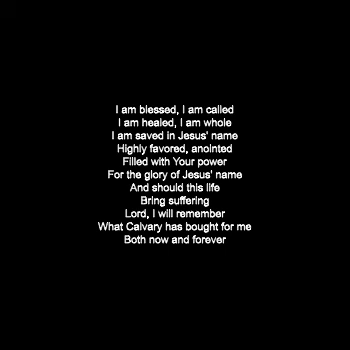 I am blessed, I am called
I am healed, I am whole
I am saved in Jesus' name
Highly favored, anointed
Filled with Your power
For the glory of Jesus' name
And should this life
Bring suffering
Lord, I will remember
What Calvary has bought for me
Both now and forever